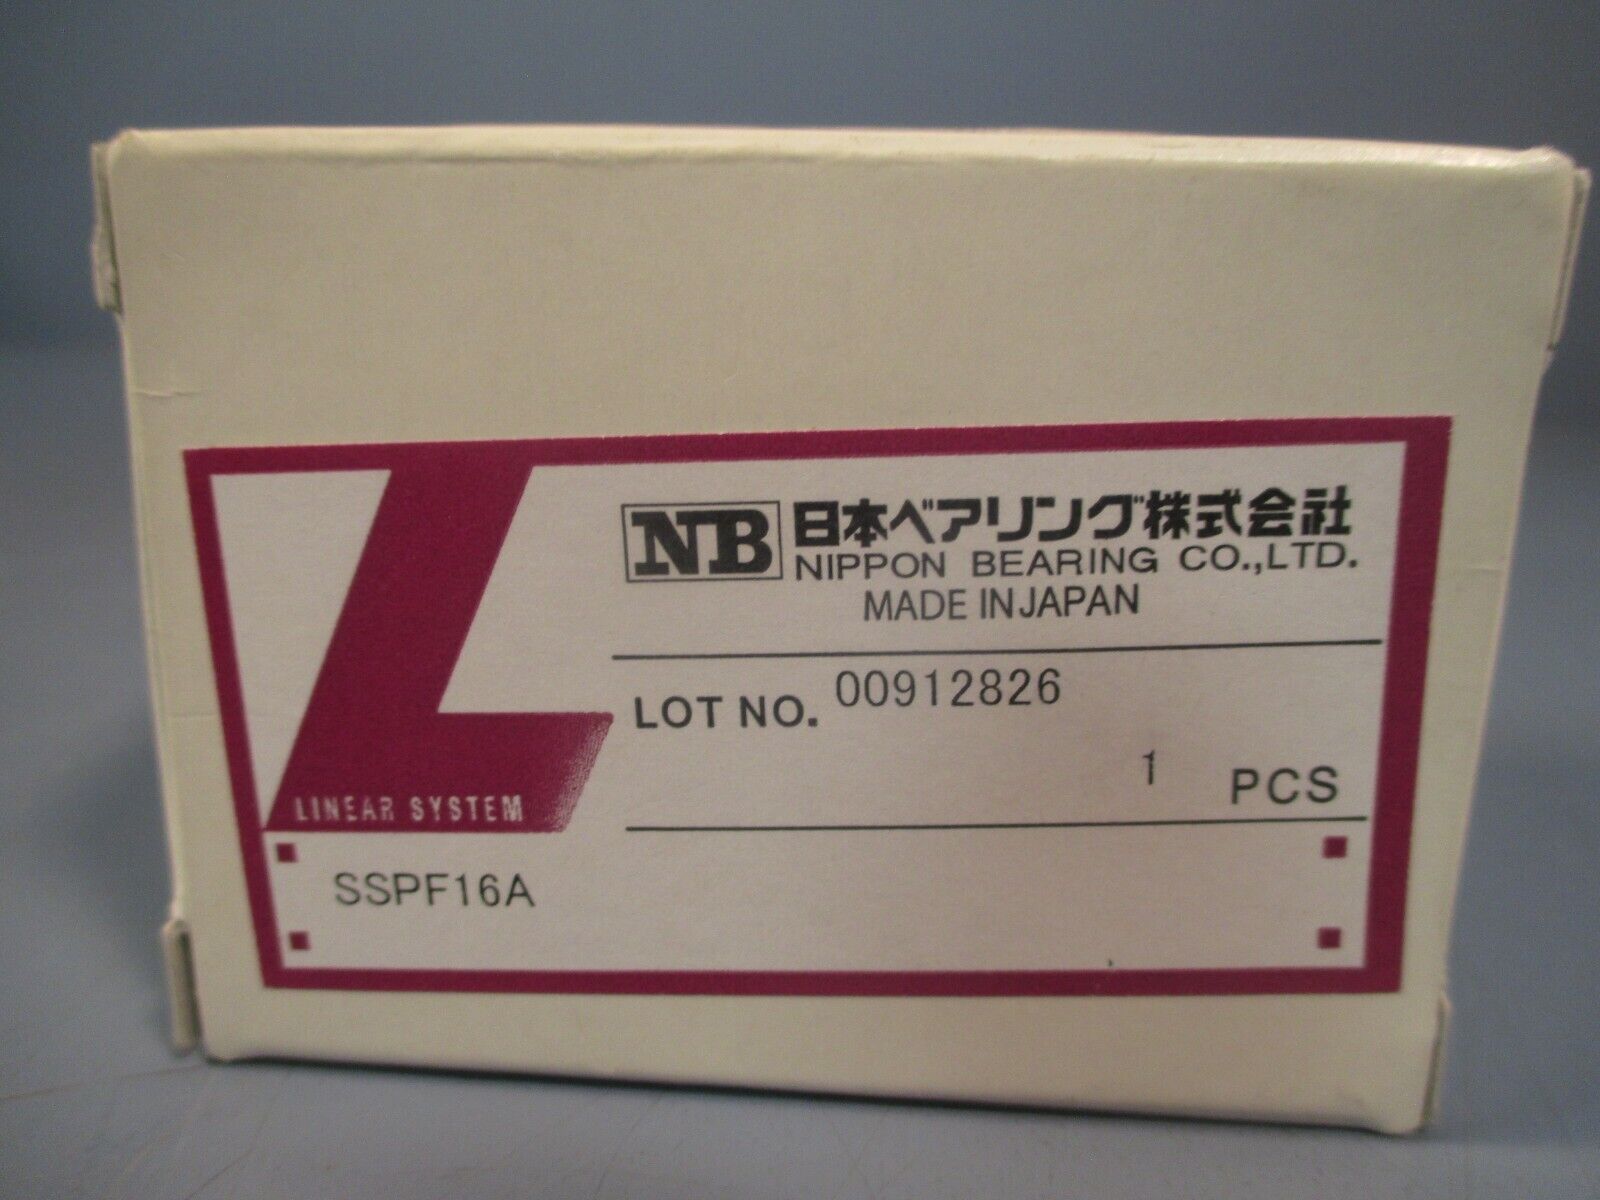 NB 日本ベアリング株式会社
NIPPON BEARING CO.,LTD.
MADE IN JAPAN
LOT NO. 00912826
1 PCS
LINEAR SYSTEM
SSPF16A